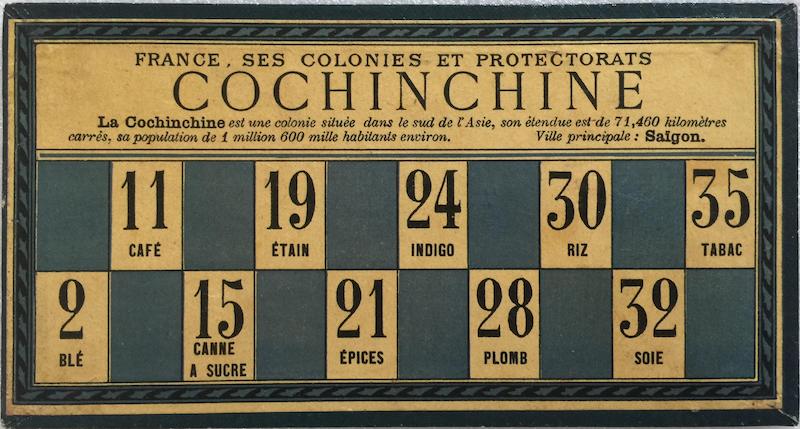 FRANCE, SES COLONIES ET PROTECTORATS
COCHINCHINE
La Cochinchine est une colonie située dans le sud de l'Asie, son étendue est de 71,460 kilomètres
carrés, sa population de 1 million 600 mille habitants environ. Ville principale : Saïgon.
11 19 24 30 35
CAFÉ ÉTAIN INDIGO RIZ TABAC
2 15 21 28 32
BLÉ CANNE A SUCRE ÉPICES PLOMB SOIE